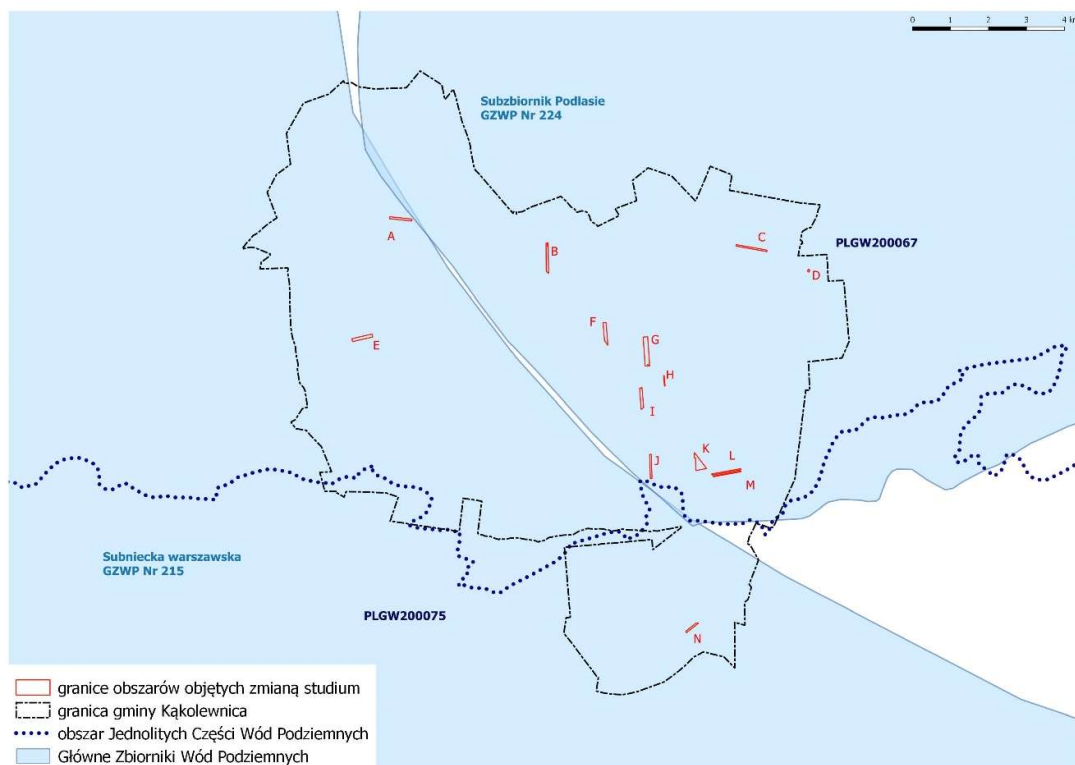 0 1 2 3 4 km
Subzbiornik Podlasie
GZWP Nr 224
A
B
C
PLGW200067
D
E
F
G
H
I
J
K
L
M
Subniecka warszawska
GZWP Nr 215
PLGW200075
N
granice obszarów objętych zmianą studium
granica gminy Kąkolewnica
obszar Jednolitych Części Wód Podziemnych
Główne Zbiorniki Wód Podziemnych